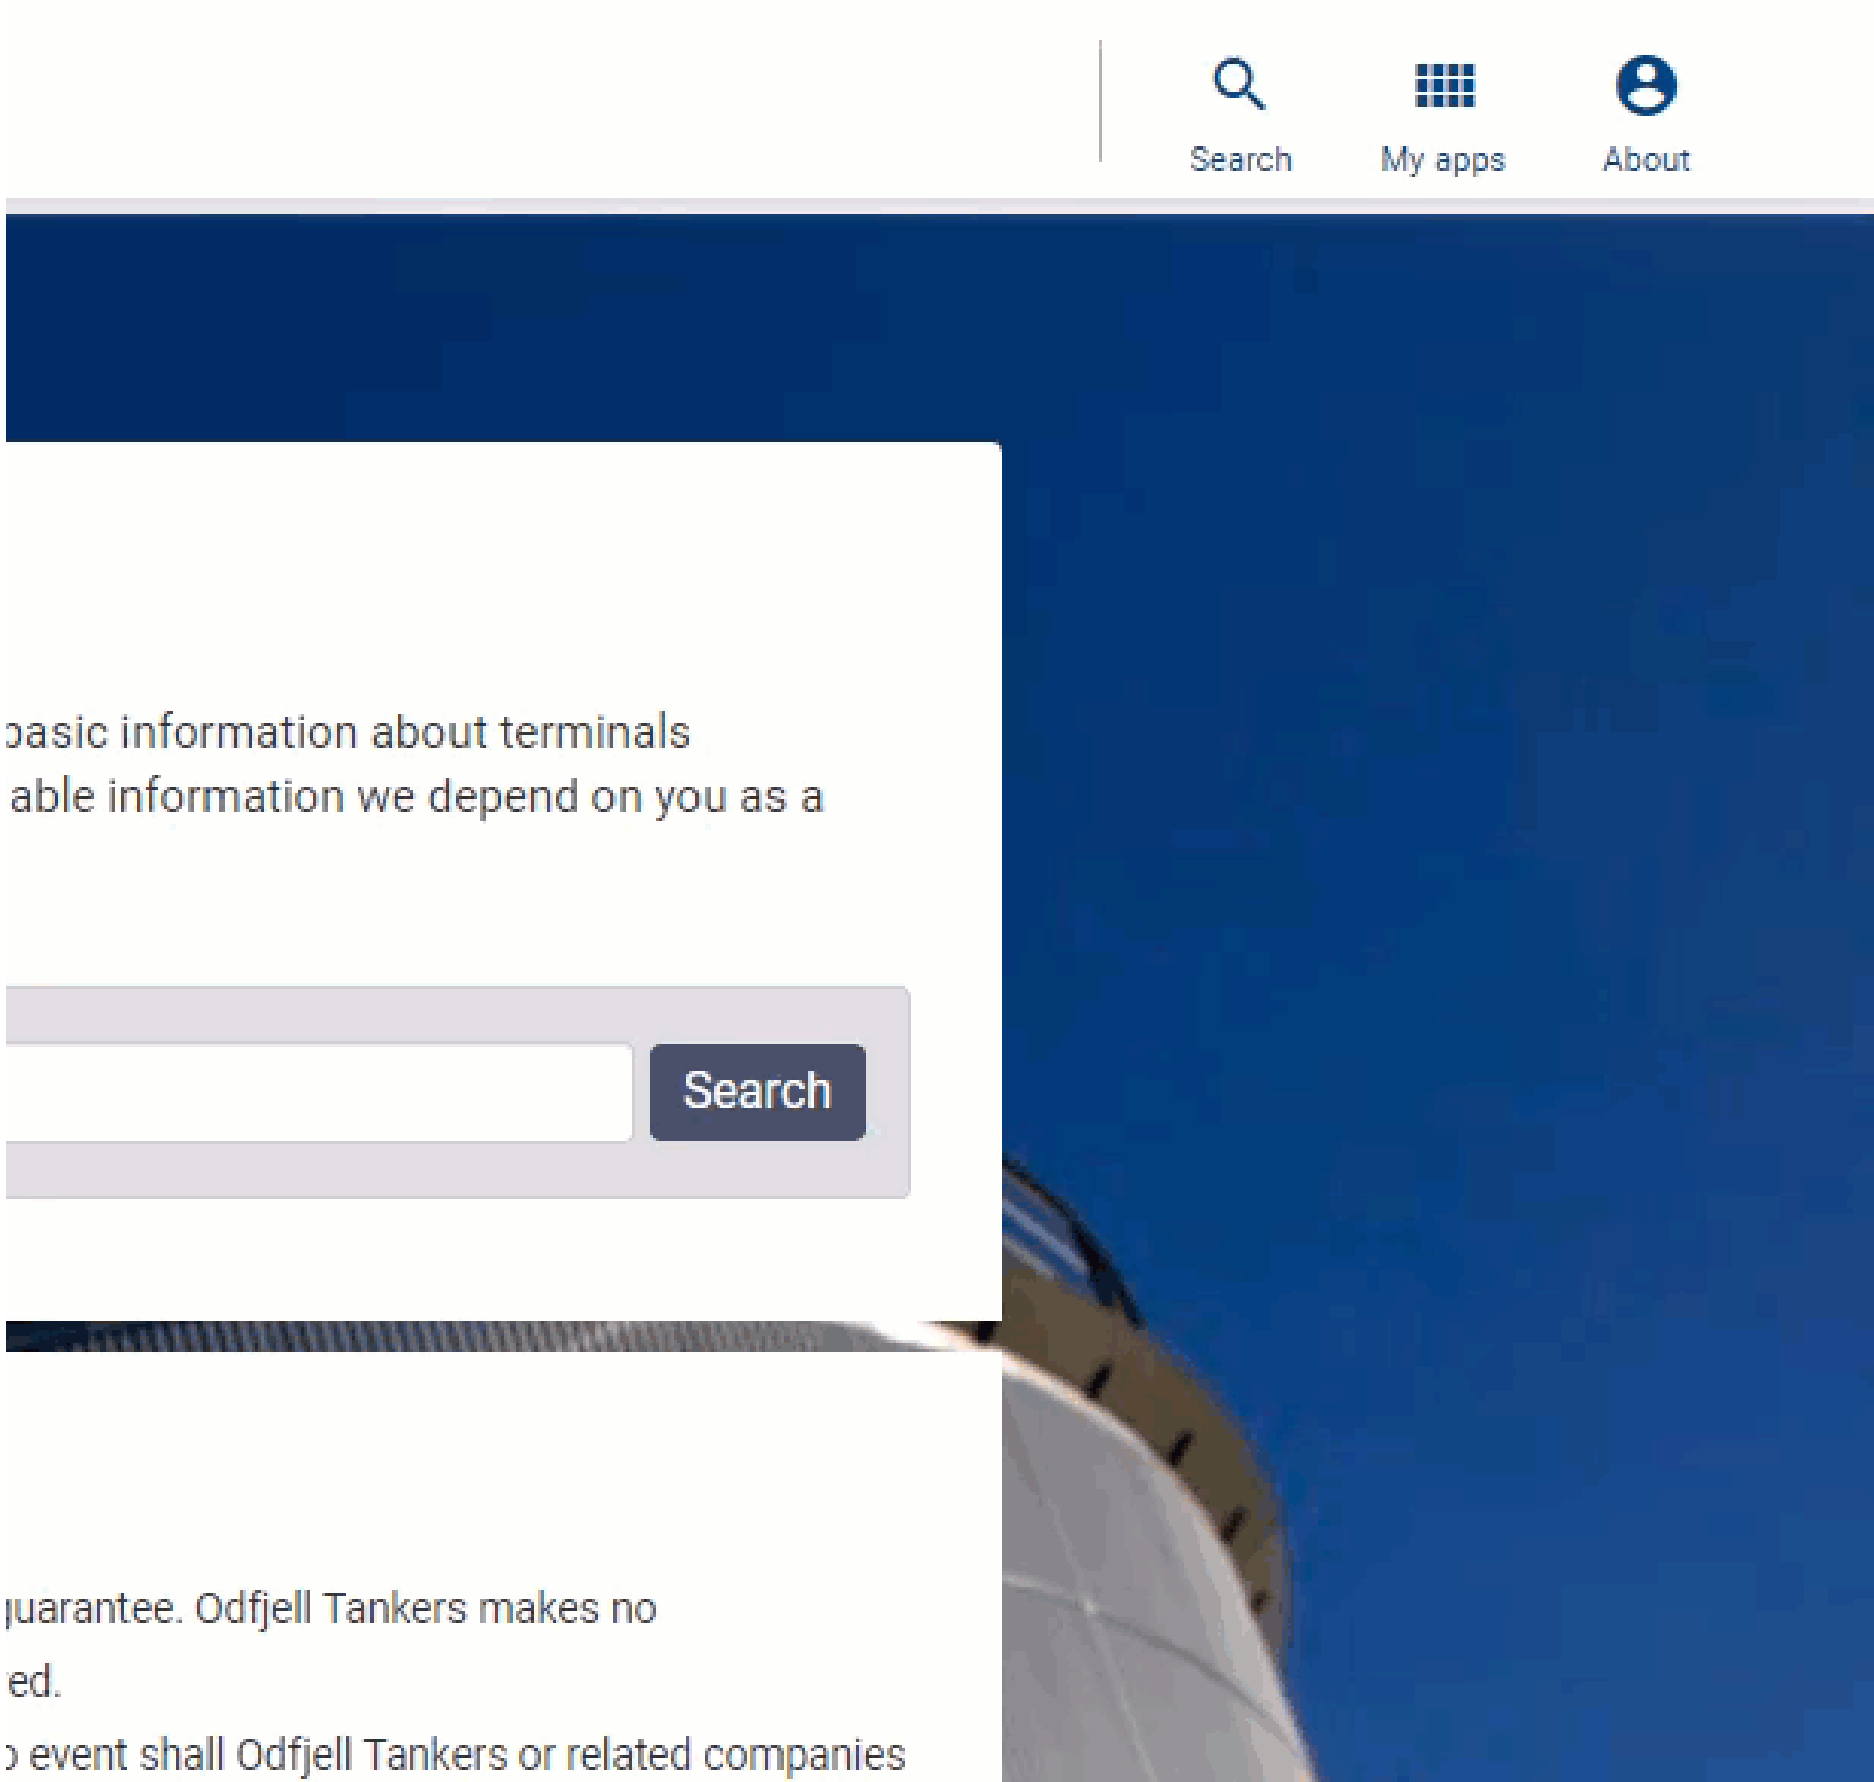 Search
My apps
About
basic information about terminals
able information we depend on you as a
Search
guarantee. Odfjell Tankers makes no
ed.
event shall Odfjell Tankers or related companies